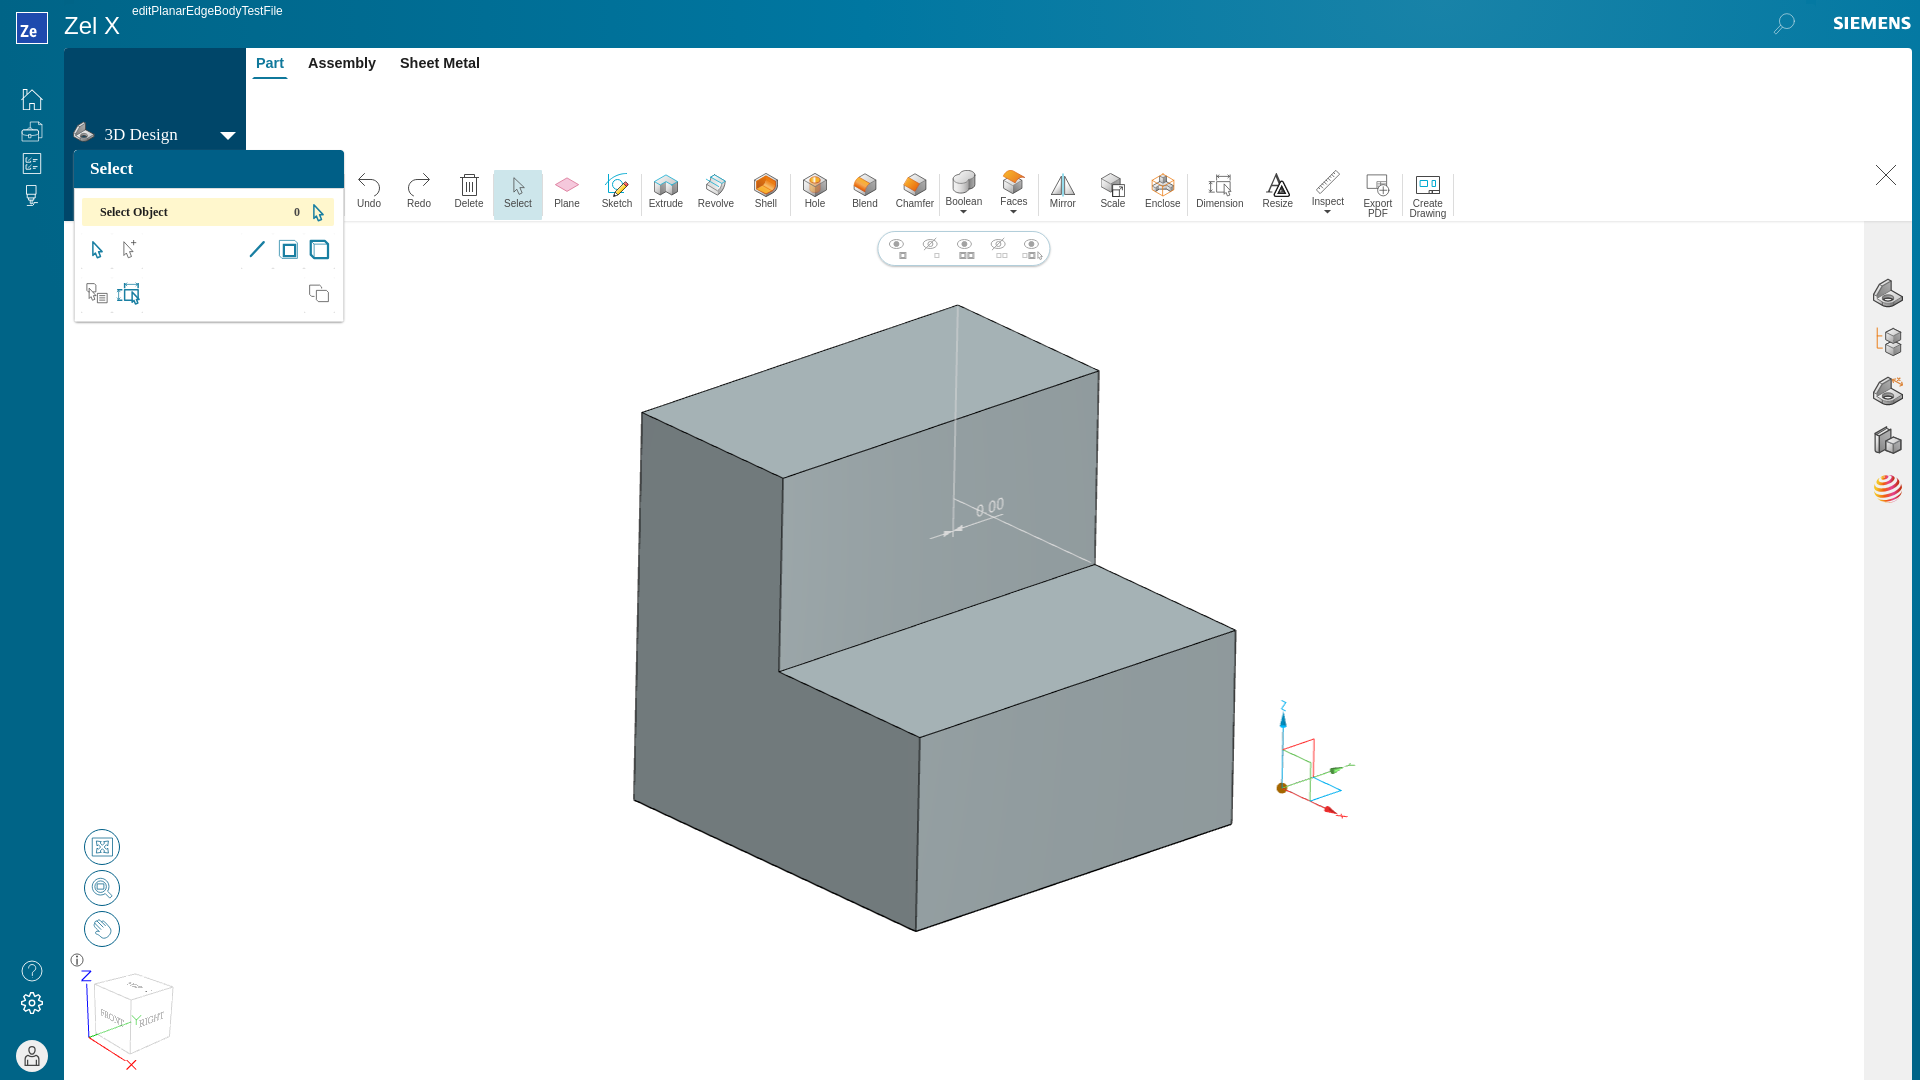 editPlanarEdgeBodyTestFile
Ze
Zel X
SIEMENS
Part
Assembly
Sheet Metal
3D Design
Select
Select Object
0
Undo
Redo
Delete
Select
Plane
Sketch
Extrude
Revolve
Shell
Hole
Blend
Chamfer
Boolean
Faces
Mirror
Scale
Enclose
Dimension
Resize
Inspect
Export
PDF
Create
Drawing
0.00
Z
Z
FRONT
Y
RIGHT
X